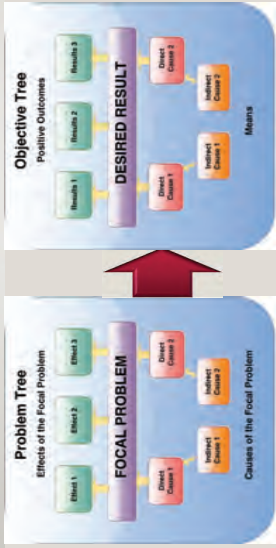 Problem Tree
Effects of the Focal Problem
Effect 1
Effect 2
Effect 3
FOCAL PROBLEM
Direct
Cause 1
Direct
Cause 2
Indirect
Cause 1
Indirect
Cause 2
Causes of the Focal Problem
Objective Tree
Positive Outcomes
Results 1
Results 2
Results 3
DESIRED RESULT
Direct
Cause 1
Direct
Cause 2
Indirect
Cause 1
Indirect
Cause 2
Means